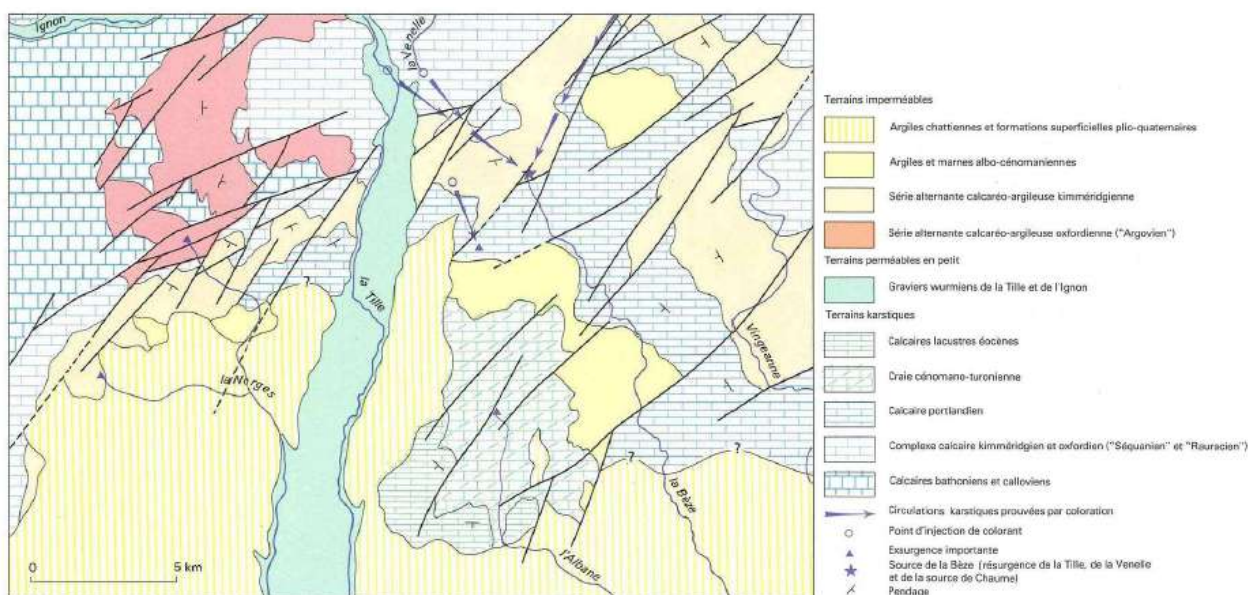 Ignon
la Venelle
la Tille
la Norges
Vingeanne
la Bèze
l'Albane
?
?
?
?
0 5 km
Terrains imperméables
Argiles chattiennes et formations superficielles plio-quaternaires
Argiles et marnes albo-cénomaniennes
Série alternante calcaréo-argileuse kimméridgienne
Série alternante calcaréo-argileuse oxfordienne ("Argovien")
Terrains perméables en petit
Graviers wurmiens de la Tille et de l'Ignon
Terrains karstiques
Calcaires lacustres éocènes
Craie cénomano-turonienne
Calcaire portlandien
Complexe calcaire kimméridgien et oxfordien ("Séquanien" et "Rauracien")
Calcaires bathoniens et calloviens
Circulations karstiques prouvées par coloration
Point d'injection de colorant
Exsurgence importante
Source de la Bèze (résurgence de la Tille, de la Venelle
et de la source de Chaume)
Pendage